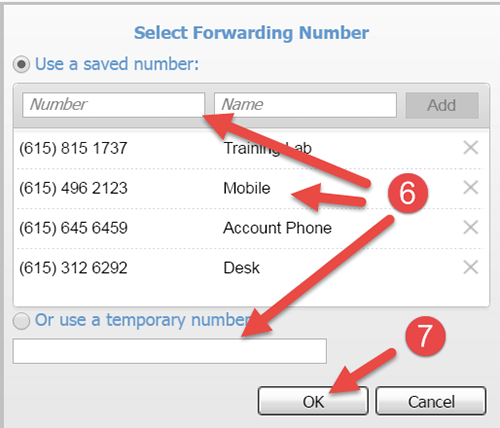 Select Forwarding Number
Use a saved number:
Number Name Add
(615) 815 1737 Training Lab
(615) 496 2123 Mobile
6
(615) 645 6459 Account Phone
(615) 312 6292 Desk
Or use a temporary number
7
OK Cancel